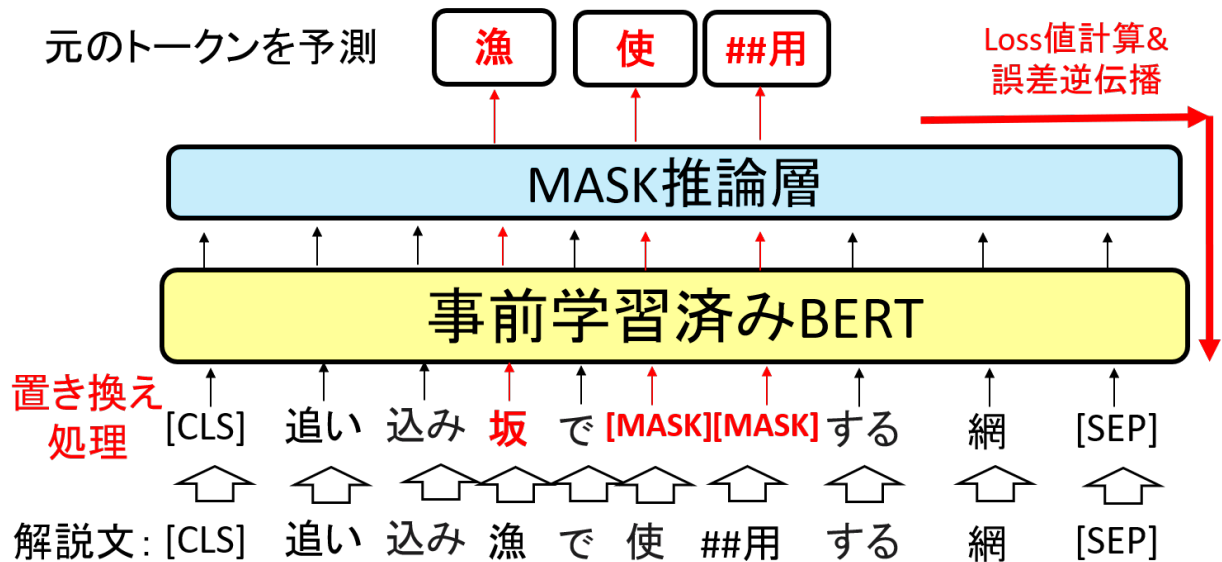 元のトークンを予測 漁 使 ##用
Loss値計算&
誤差逆伝播
MASK推論層
事前学習済みBERT
置き換え
処理
[CLS] 追い 込み 坂 で [MASK][MASK] する 網 [SEP]
解説文: [CLS] 追い 込み 漁 で 使 ##用 する 網 [SEP]